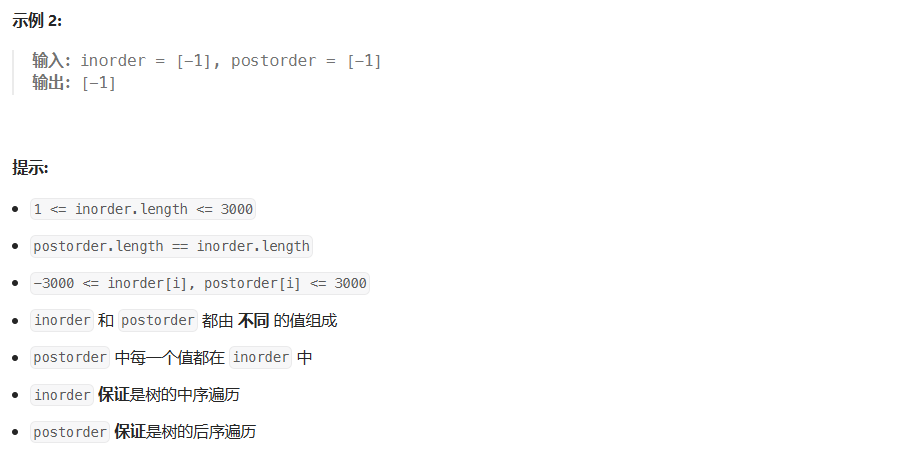 示例 2:
输入：inorder = [-1], postorder = [-1]
输出：[-1]
提示:
1 <= inorder.length <= 3000
postorder.length == inorder.length
-3000 <= inorder[i], postorder[i] <= 3000
inorder 和 postorder 都由 不同 的值组成
postorder 中每一个值都在 inorder 中
inorder 保证是树的中序遍历
postorder 保证是树的后序遍历